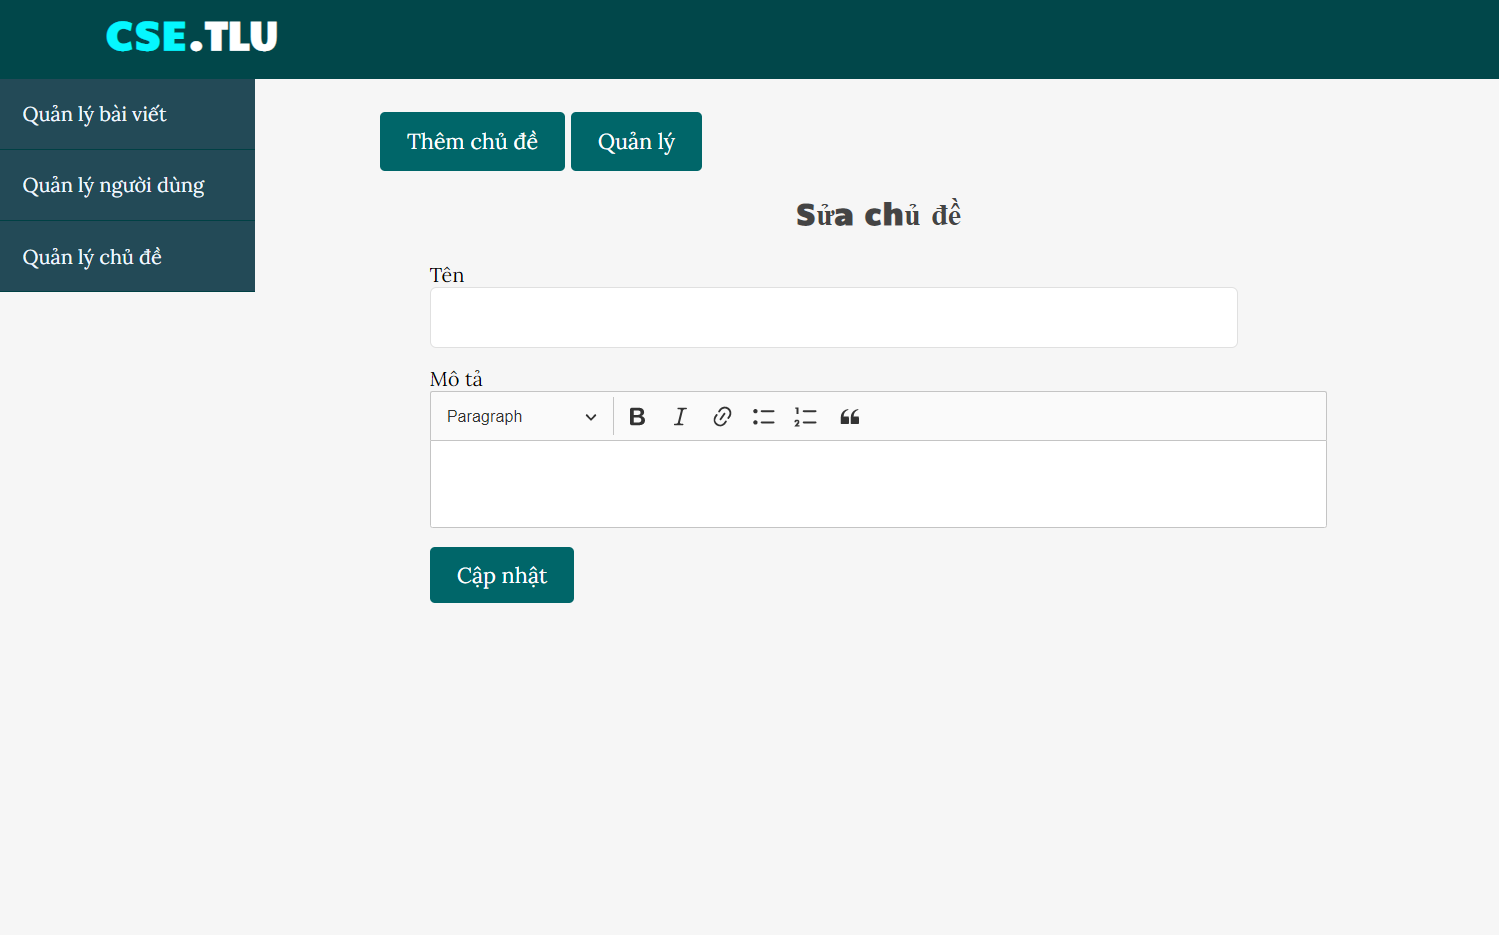 CSE.TLU
Quản lý bài viết
Quản lý người dùng
Quản lý chủ đề
Thêm chủ đề
Quản lý
Sửa chủ đề
Tên
Mô tả
Paragraph
Cập nhật